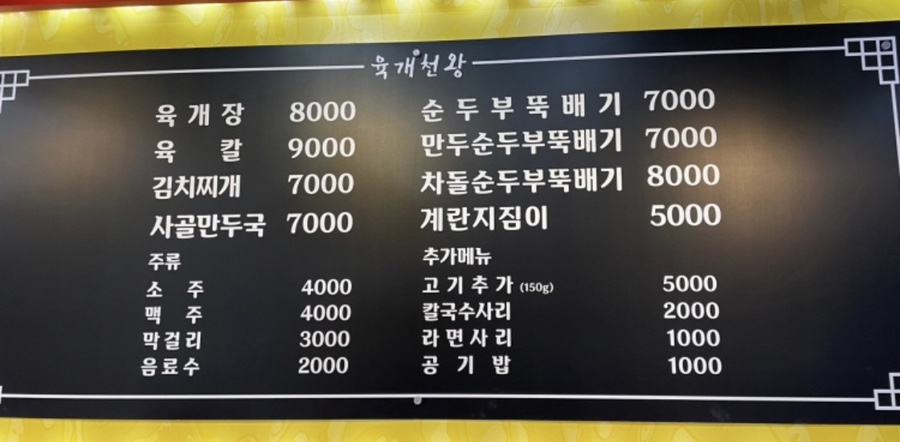 육개천왕
육개장 8000
육칼 9000
김치찌개 7000
사골만두국 7000
주류
소주 4000
맥주 4000
막걸리 3000
음료수 2000
순두부뚝배기 7000
만두순두부뚝배기 7000
차돌순두부뚝배기 8000
계란지짐이 5000
추가메뉴
고기추가 (150g) 5000
칼국수사리 2000
라면사리 1000
공기밥 1000